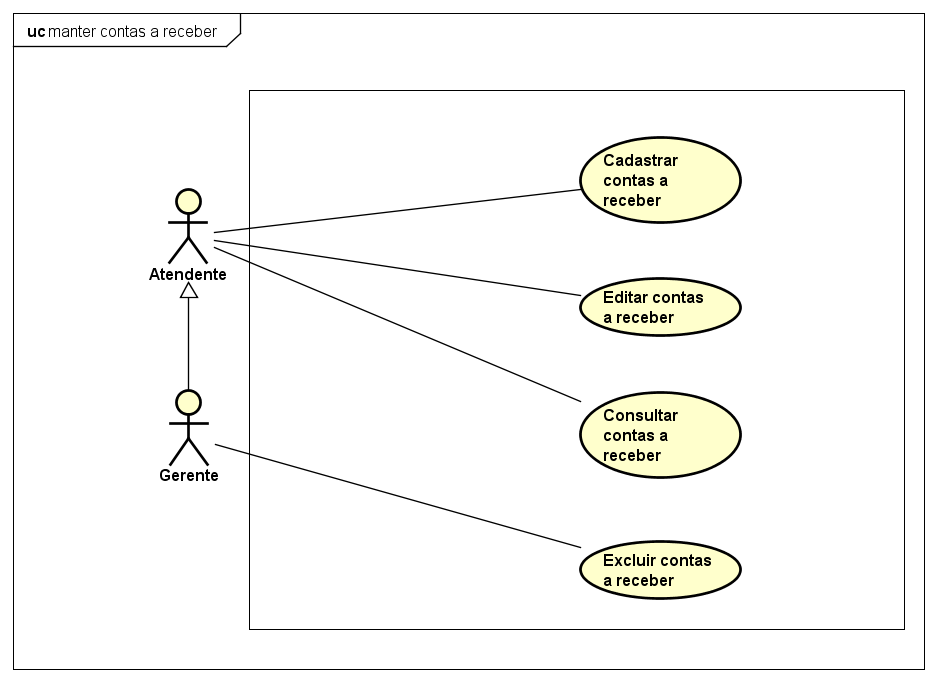 uc manter contas a receber
Cadastrar
contas a
receber
Atendente
Editar contas
a receber
Consultar
contas a
receber
Gerente
Excluir contas
a receber